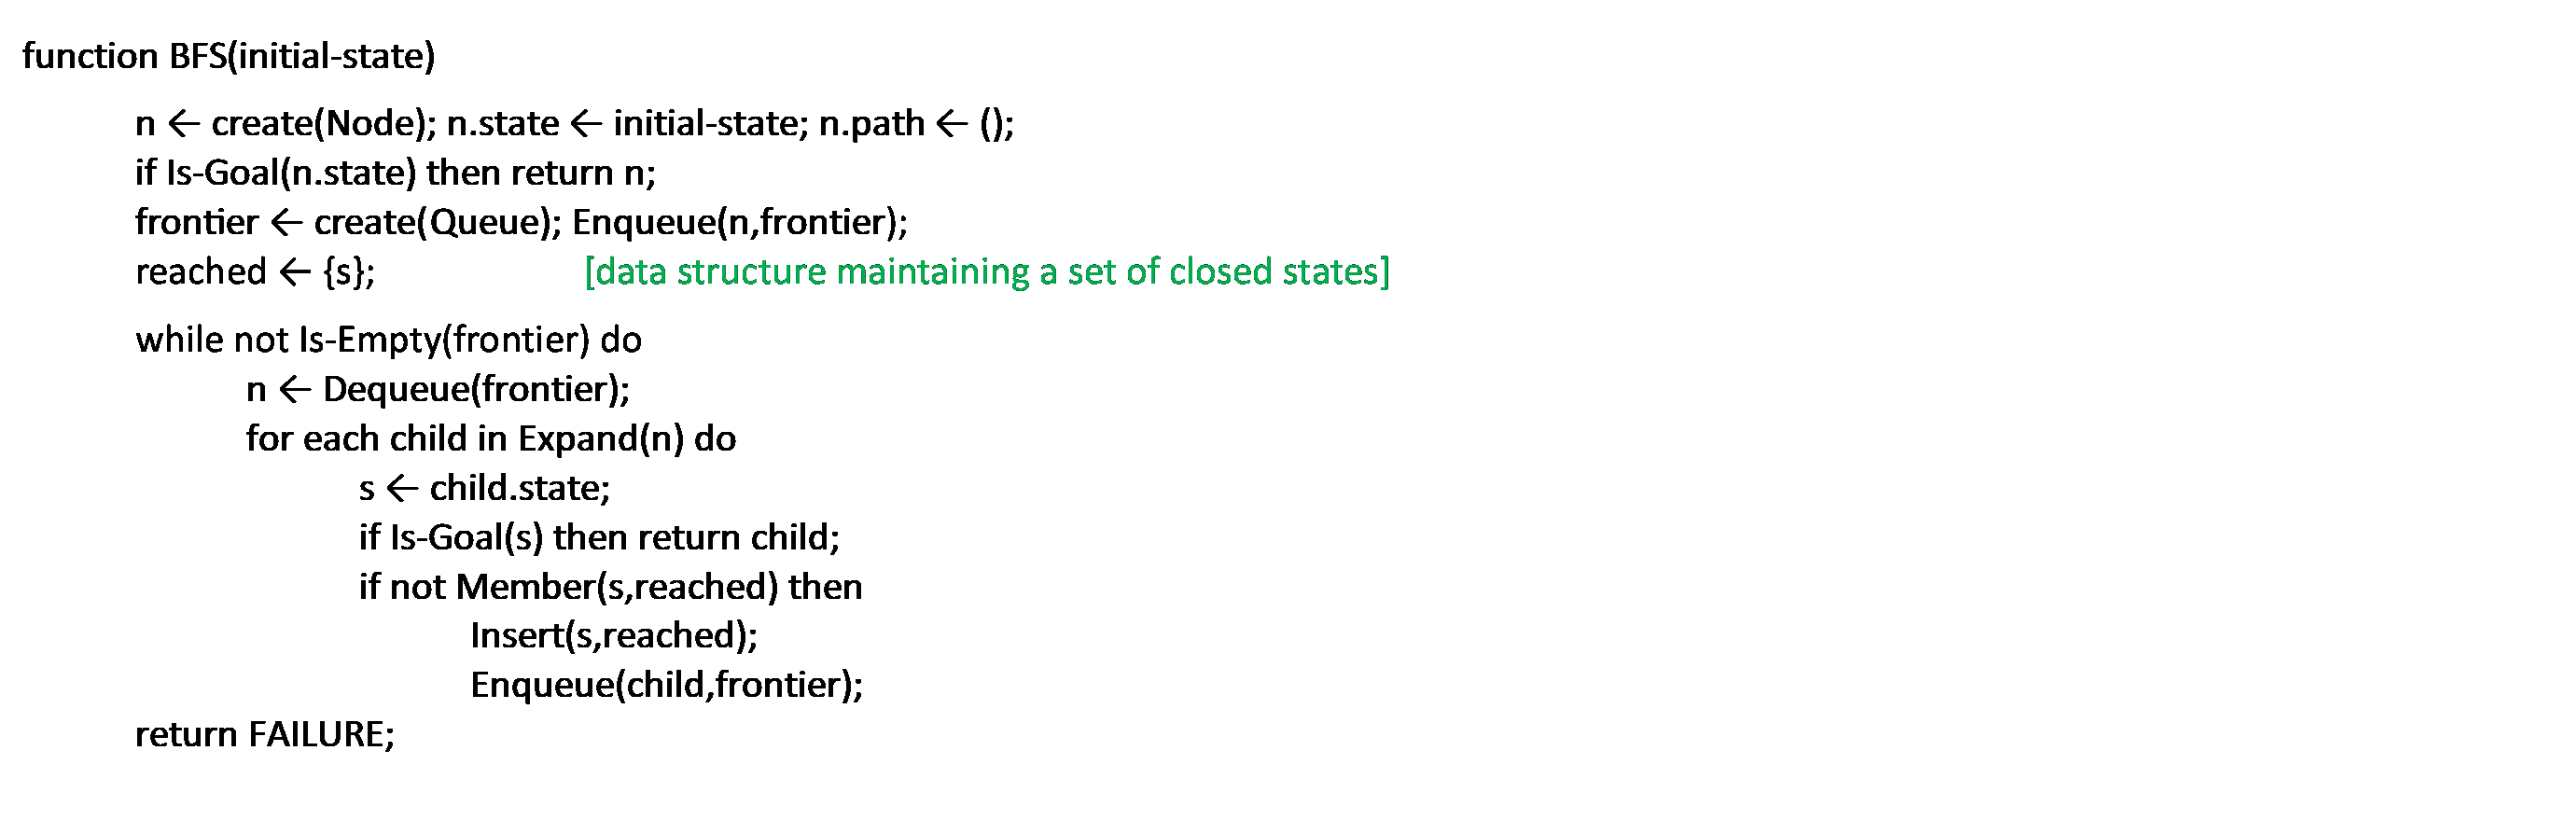 function BFS(initial-state)
n ← create(Node); n.state ← initial-state; n.path ← ();
if Is-Goal(n.state) then return n;
frontier ← create(Queue); Enqueue(n,frontier);
reached ← {s}; [data structure maintaining a set of closed states]
while not Is-Empty(frontier) do
n ← Dequeue(frontier);
for each child in Expand(n) do
s ← child.state;
if Is-Goal(s) then return child;
if not Member(s,reached) then
Insert(s,reached);
Enqueue(child,frontier);
return FAILURE;